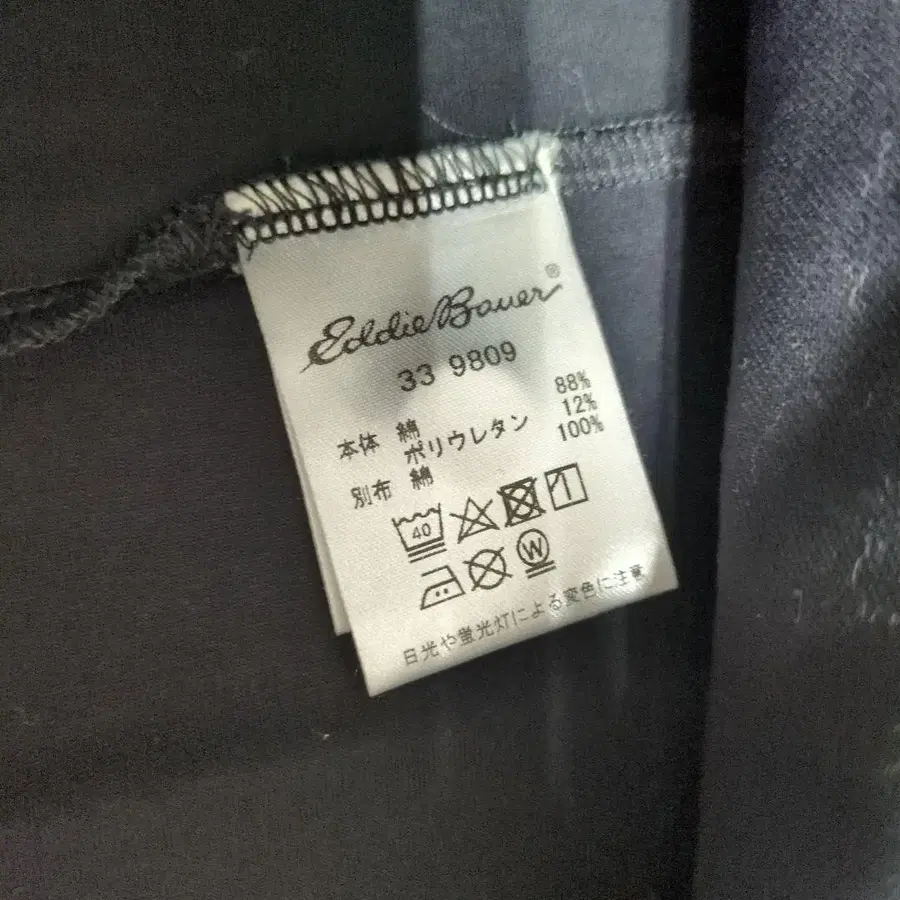 Eddie Bauer®
33 9809
本体 綿 88%
ポリウレタン 12%
別布 綿 100%
40
W
日光や蛍光灯による変色に注意